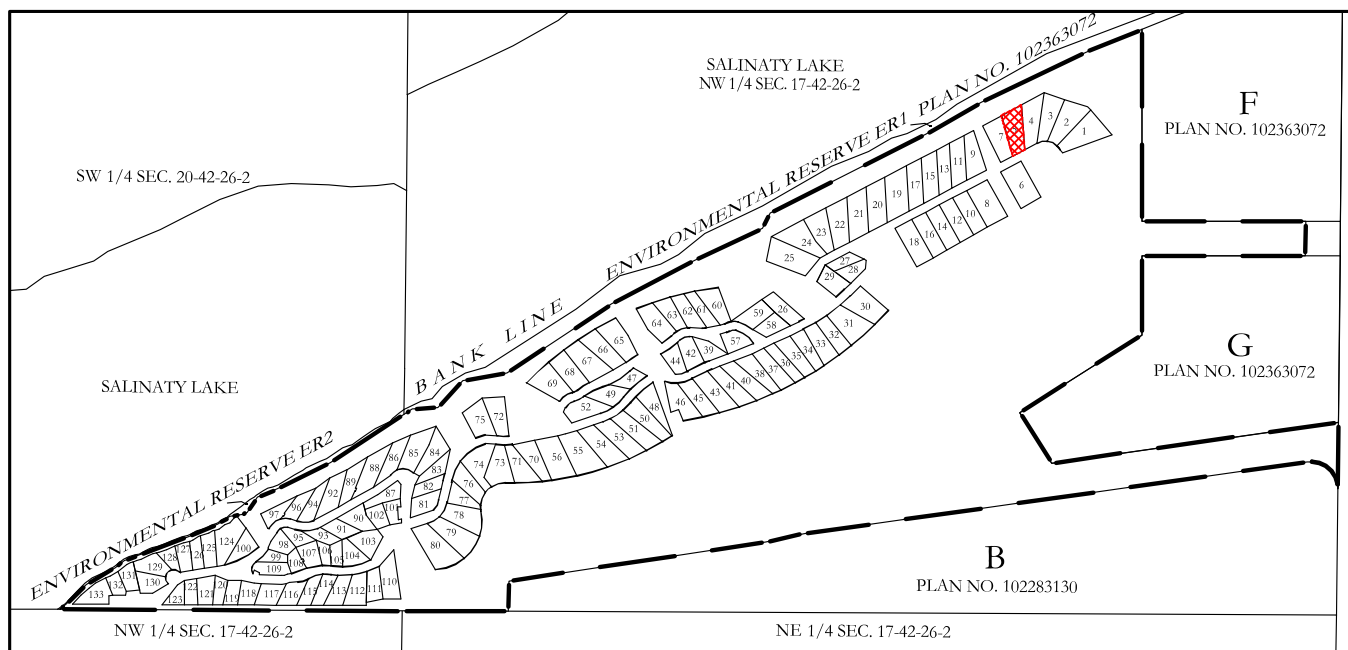 SALINATY LAKE
NW 1/4 SEC. 17-42-26-2
F
PLAN NO. 102363072
SW 1/4 SEC. 20-42-26-2
ENVIRONMENTAL RESERVE ER1 PLAN NO. 102363072
BANK LINE
SALINATY LAKE
G
PLAN NO. 102363072
ENVIRONMENTAL RESERVE ER2
B
PLAN NO. 102283130
NW 1/4 SEC. 17-42-26-2
NE 1/4 SEC. 17-42-26-2
7 4 3 2 1
6
25 24 23 22 21 20 19 17 15 13 11 9
18 16 14 12 10 8
29 27 28
30
64 63 62 61 60
59 26
58
57
44 42 39
46 45 43 41 40 38 37 36 35 34 33 32 31
69 68 67 66 65
52 49 47
75 72
74 73 71 70 56 55 54 53 51 50 48
97 96 94 92 89 88 86 85 84
83
82
81
76
77
78
79
80
87
101
102
90
91
93
95
98
99
109
108
107
106
105
104
103
133 132 131 130 129 128 127 126 125 124 100
123 122 121 120 119 118 117 116 115 114 113 112 111 110